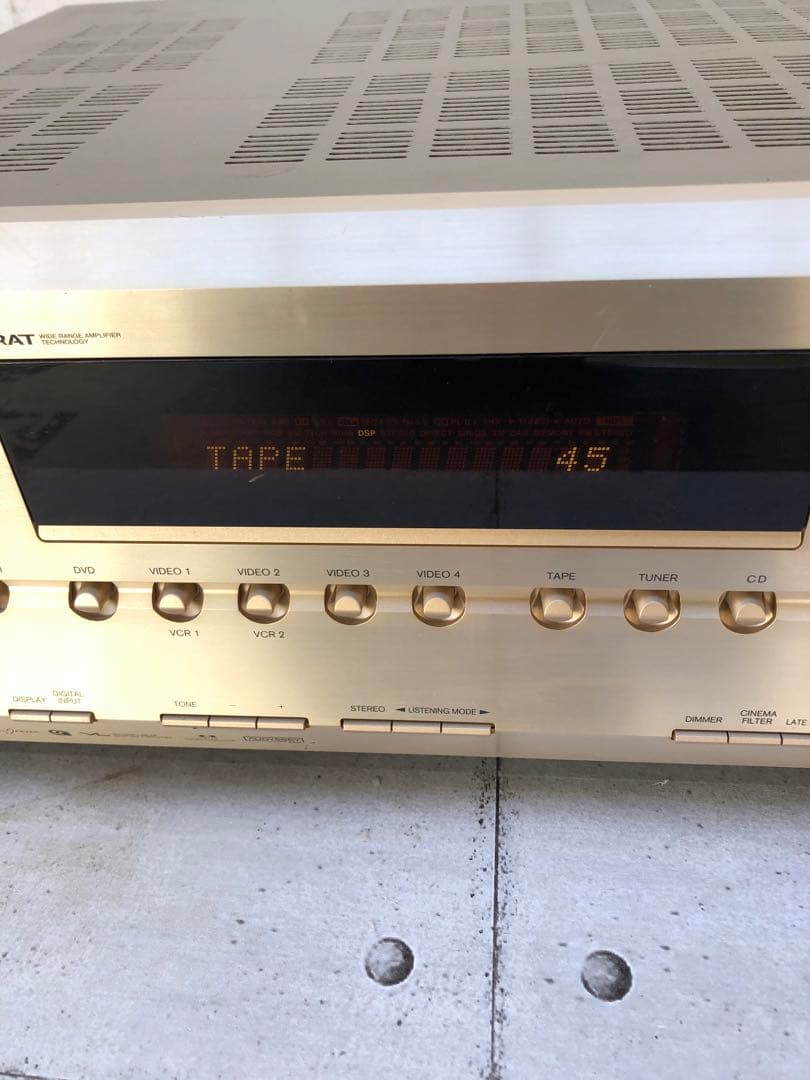 RAT WIDE RANGE AMPLIFIER
TECHNOLOGY
DSP
TAPE 45
DVD VIDEO 1 VIDEO 2 VIDEO 3 VIDEO 4 TAPE TUNER CD
VCR 1 VCR 2
DISPLAY DIGITAL INPUT TONE − + STEREO ◄ LISTENING MODE ► DIMMER CINEMA FILTER LATE